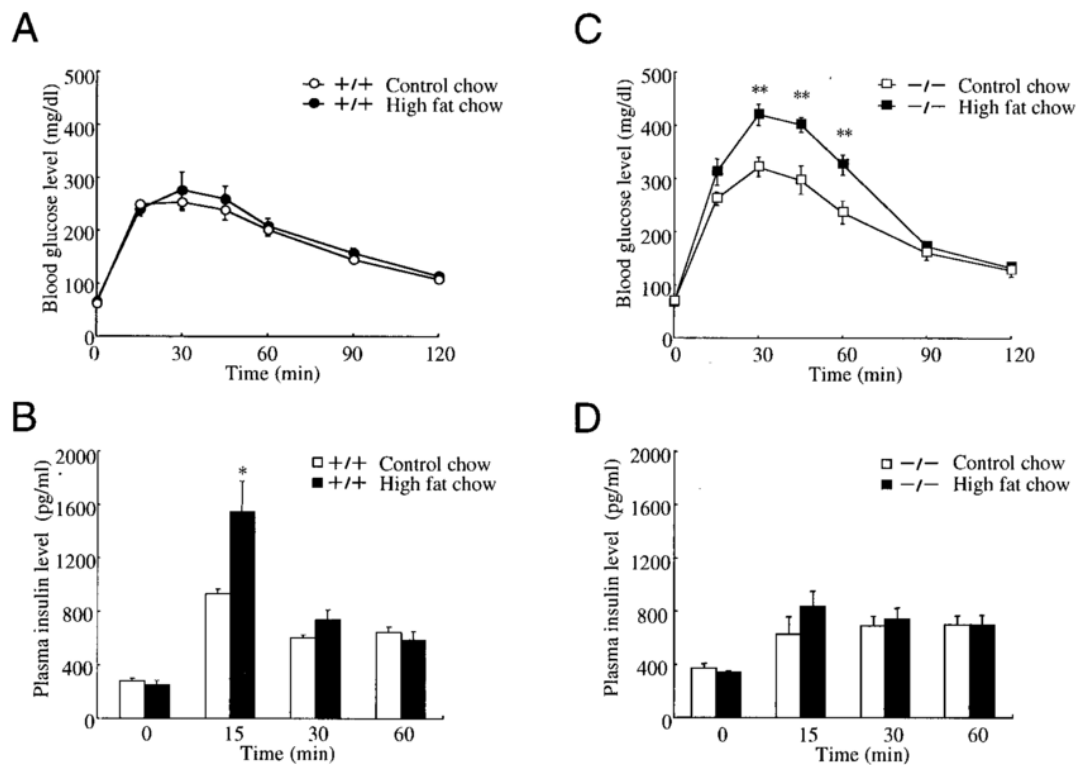 A
Blood glucose level (mg/dl)
500
400
300
200
100
0
+/+ Control chow
+/+ High fat chow
0 30 60 90 120
Time (min)
C
Blood glucose level (mg/dl)
500
400
300
200
100
0
-/- Control chow
-/- High fat chow
** ** **
0 30 60 90 120
Time (min)
B
Plasma insulin level (pg/ml)
2000
1600
1200
800
400
0
+/+ Control chow
+/+ High fat chow
*
0 15 30 60
Time (min)
D
Plasma insulin level (pg/ml)
2000
1600
1200
800
400
0
-/- Control chow
-/- High fat chow
0 15 30 60
Time (min)